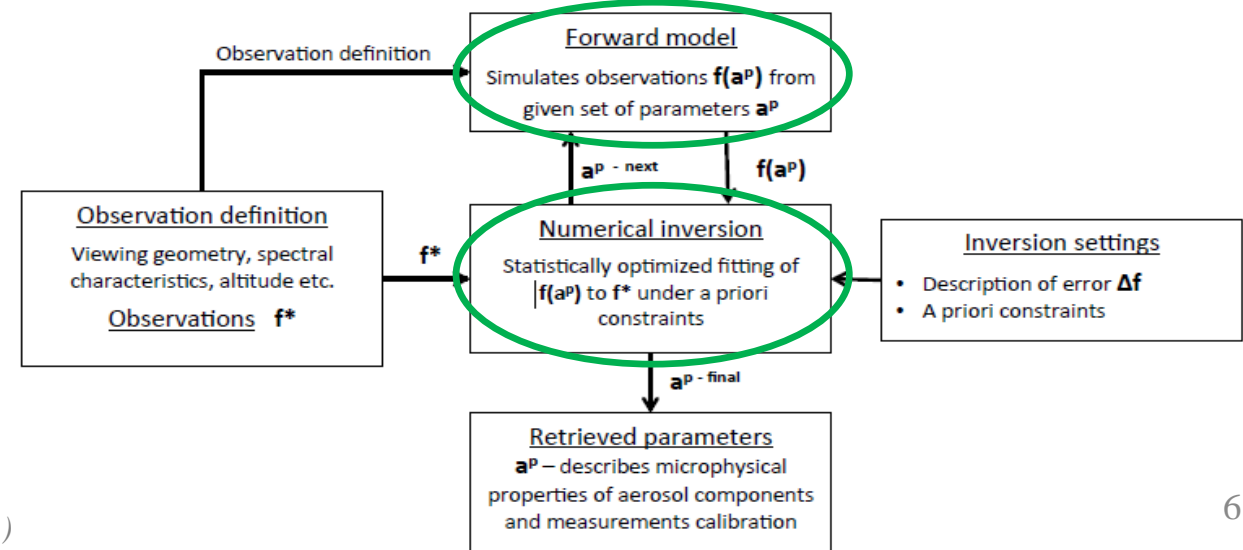 Forward model
Simulates observations f(aᵖ) from
given set of parameters aᵖ
Observation definition
aᵖ ⁻ ⁿᵉˣᵗ
f(aᵖ)
Observation definition
Viewing geometry, spectral
characteristics, altitude etc.
Observations f*
f*
Numerical inversion
Statistically optimized fitting of
f(aᵖ) to f* under a priori
constraints
Inversion settings
• Description of error Δf
• A priori constraints
aᵖ ⁻ ᶠⁱⁿᵃˡ
Retrieved parameters
aᵖ – describes microphysical
properties of aerosol components
and measurements calibration
)
6